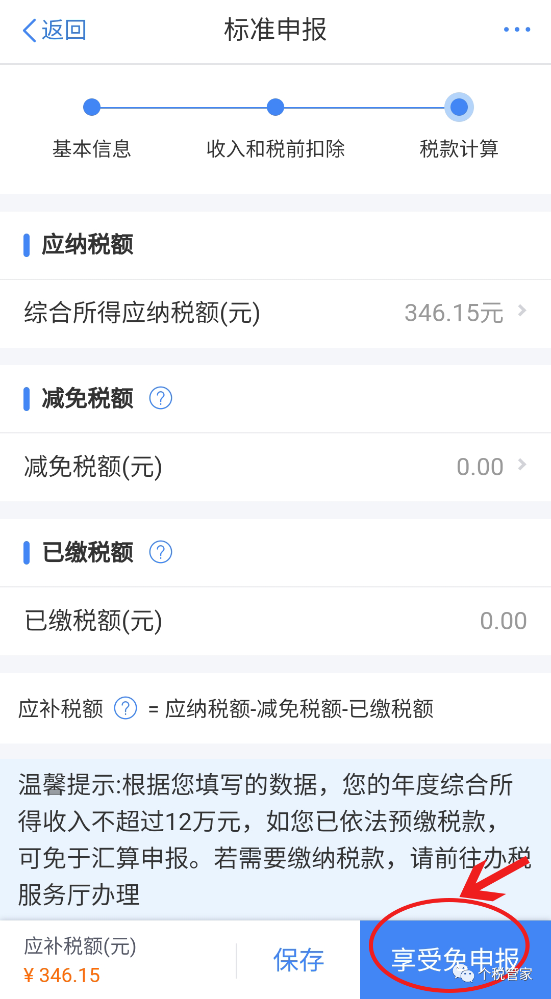 返回
标准申报
基本信息
收入和税前扣除
税款计算
应纳税额
综合所得应纳税额(元)
346.15元
减免税额
减免税额(元)
0.00
已缴税额
已缴税额(元)
0.00
应补税额 ? = 应纳税额-减免税额-已缴税额
温馨提示:根据您填写的数据，您的年度综合所
得收入不超过12万元，如您已依法预缴税款，
可免于汇算申报。若需要缴纳税款，请前往办税
服务厅办理
应补税额(元)
¥ 346.15
保存
享受免申报
个税管家